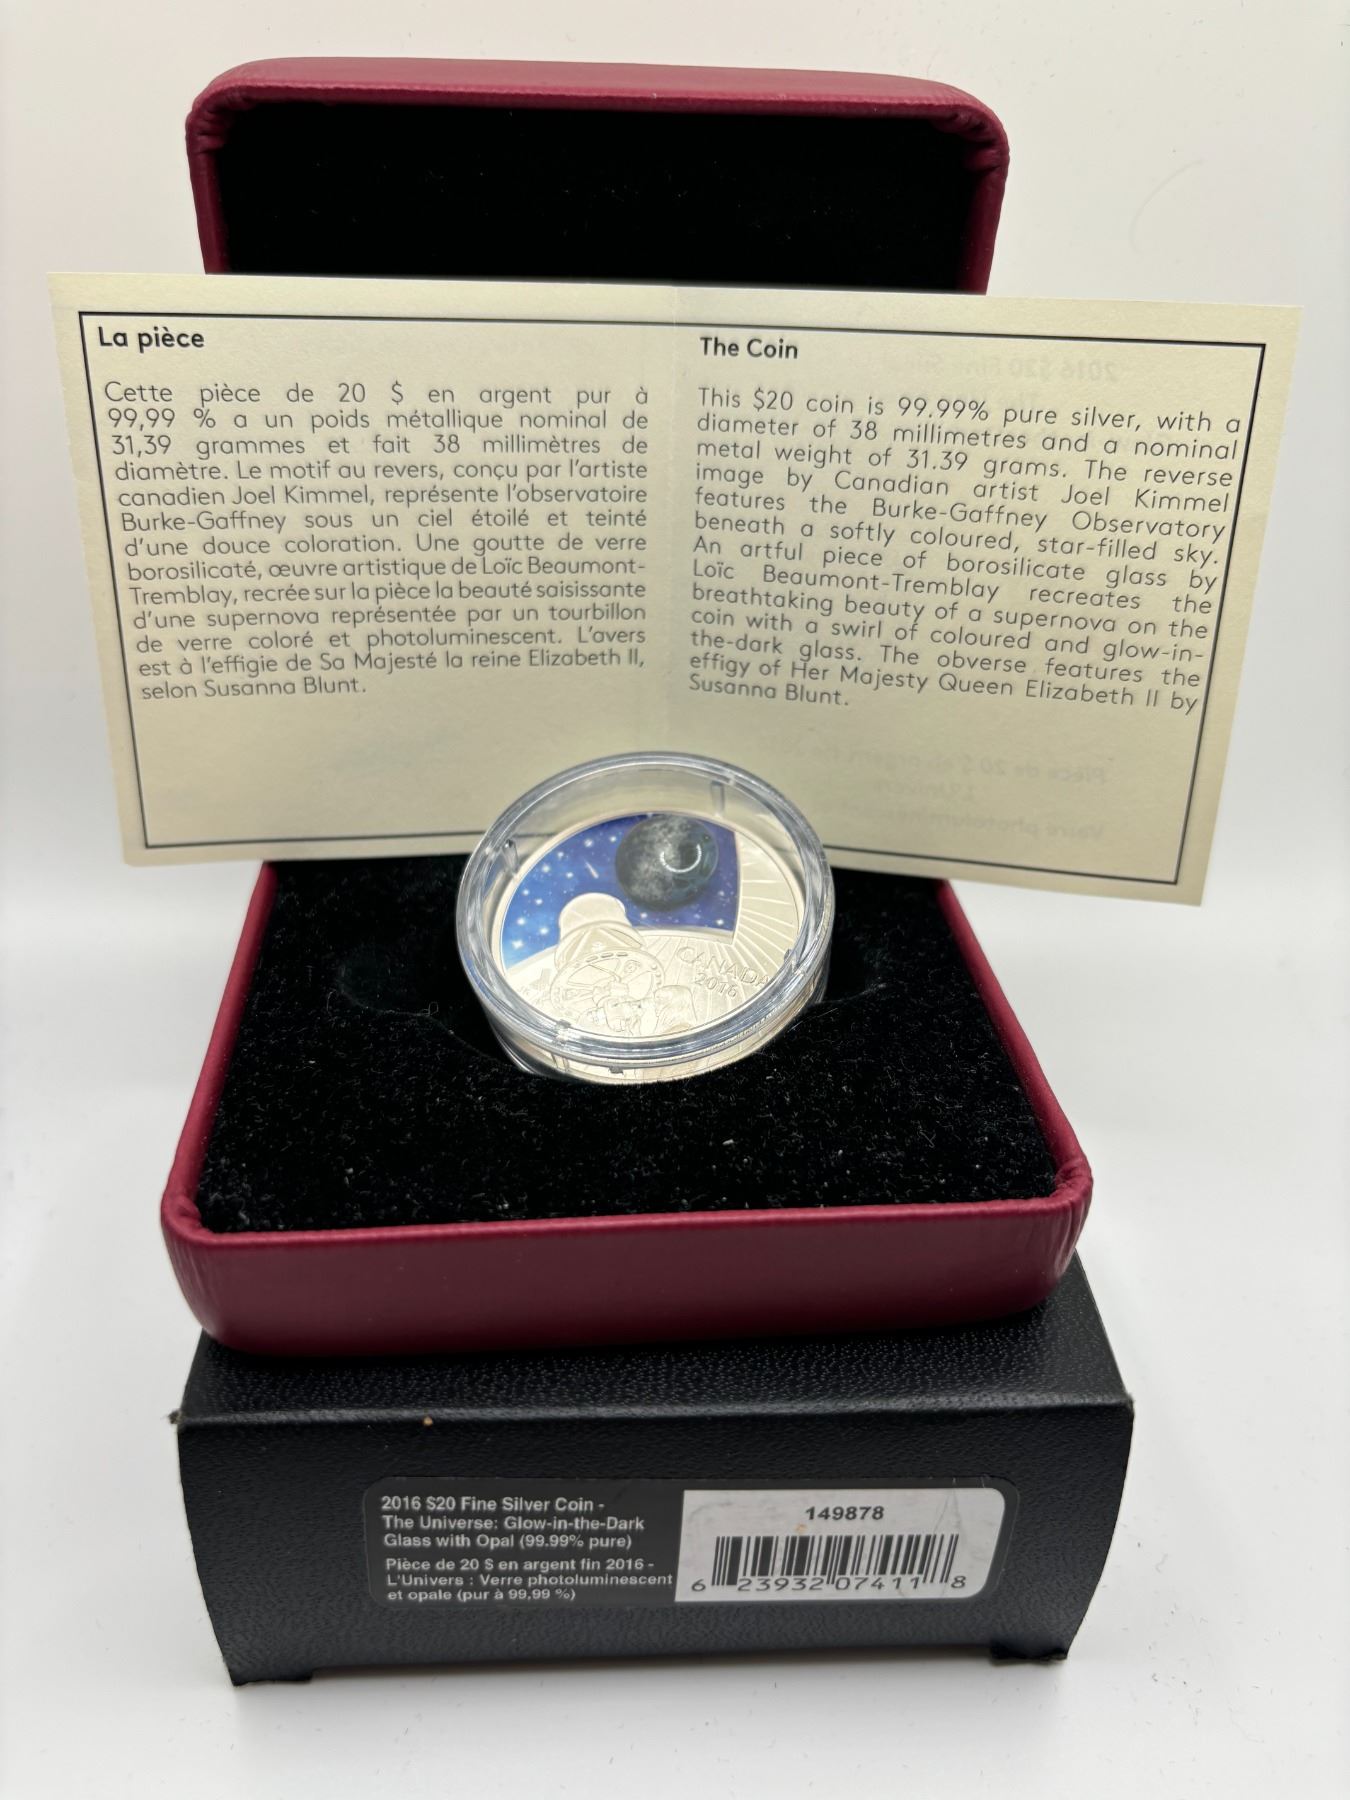 La pièce
Cette pièce de 20 $ en argent pur à
99,99 % a un poids métallique nominal de
31,39 grammes et fait 38 millimètres de
diamètre. Le motif au revers, conçu par l'artiste
canadien Joel Kimmel, représente l'observatoire
Burke-Gaffney sous un ciel étoilé et teinté
d'une douce coloration. Une goutte de verre
borosilicaté, œuvre artistique de Loïc Beaumont-
Tremblay, recrée sur la pièce la beauté saisissante
d'une supernova représentée par un tourbillon
de verre coloré et photoluminescent. L'avers
est à l'effigie de Sa Majesté la reine Elizabeth II,
selon Susanna Blunt.
The Coin
This $20 coin is 99.99% pure silver, with a
diameter of 38 millimetres and a nominal
metal weight of 31.39 grams. The reverse
image by Canadian artist Joel Kimmel
features the Burke-Gaffney Observatory
beneath a softly coloured, star-filled sky.
An artful piece of borosilicate glass by
Loïc Beaumont-Tremblay recreates the
breathtaking beauty of a supernova on the
coin with a swirl of coloured and glow-in-
the-dark glass. The obverse features the
effigy of Her Majesty Queen Elizabeth II by
Susanna Blunt.
CANADA
2016
2016 $20 Fine Silver Coin -
The Universe: Glow-in-the-Dark
Glass with Opal (99.99% pure)
Pièce de 20 $ en argent fin 2016 -
L'Univers : Verre photoluminescent
et opale (pur à 99,99 %)
149878
6 23932 07411 8